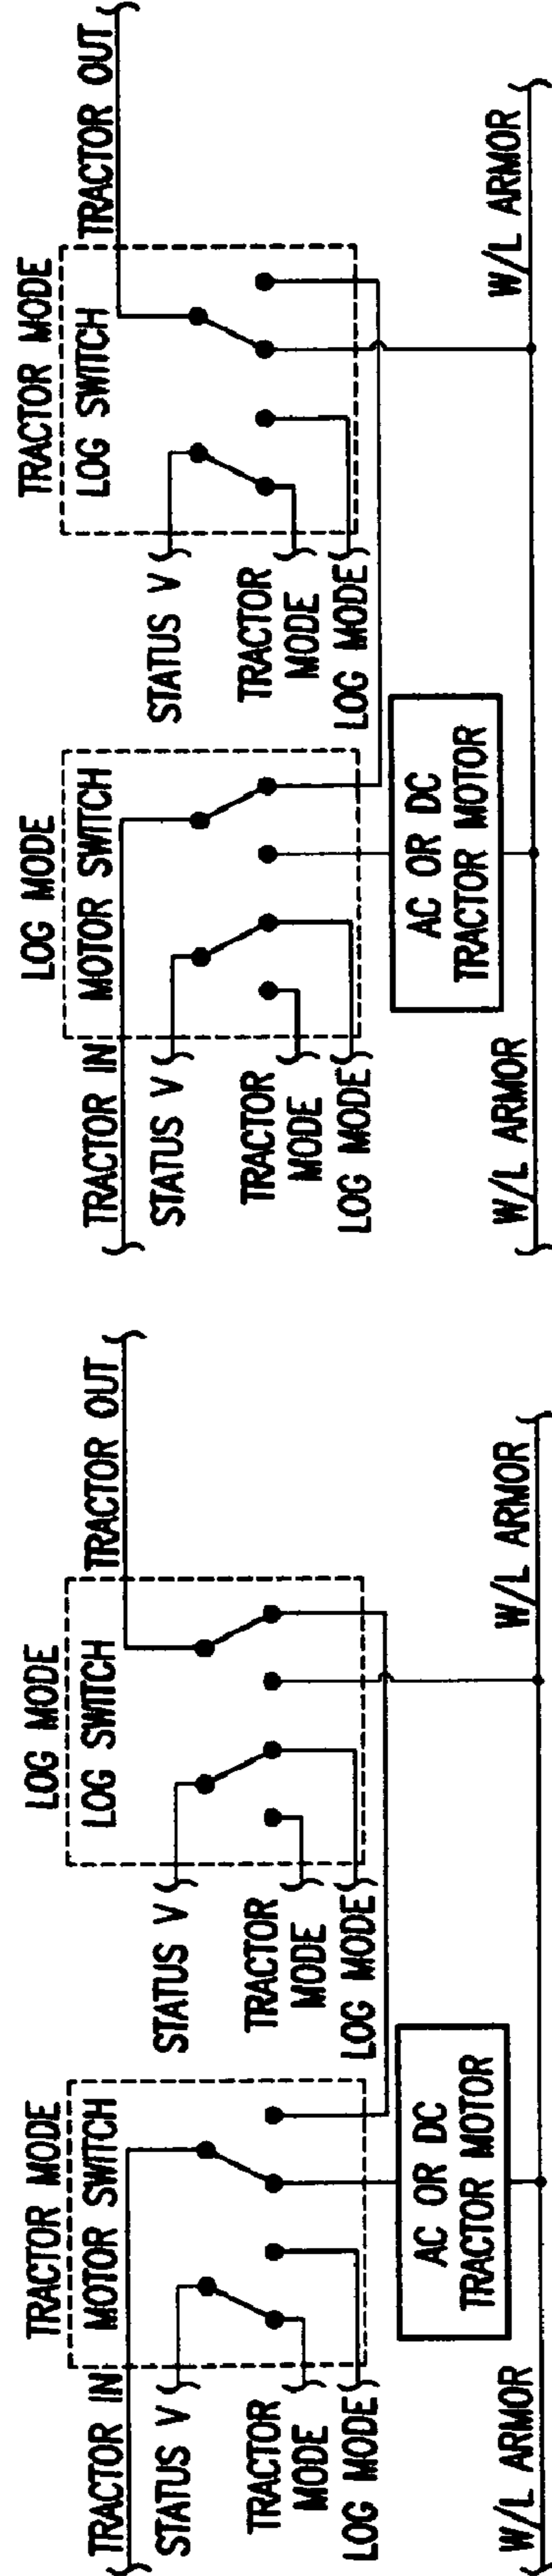 TRACTOR MODE
TRACTOR IN
MOTOR SWITCH
STATUS V
TRACTOR
MODE
LOG MODE
AC OR DC
TRACTOR MOTOR
W/L ARMOR
LOG MODE
LOG SWITCH
TRACTOR OUT
STATUS V
TRACTOR
MODE
LOG MODE
W/L ARMOR
LOG MODE
TRACTOR IN
MOTOR SWITCH
STATUS V
TRACTOR
MODE
LOG MODE
AC OR DC
TRACTOR MOTOR
W/L ARMOR
TRACTOR MODE
LOG SWITCH
TRACTOR OUT
STATUS V
TRACTOR
MODE
LOG MODE
W/L ARMOR